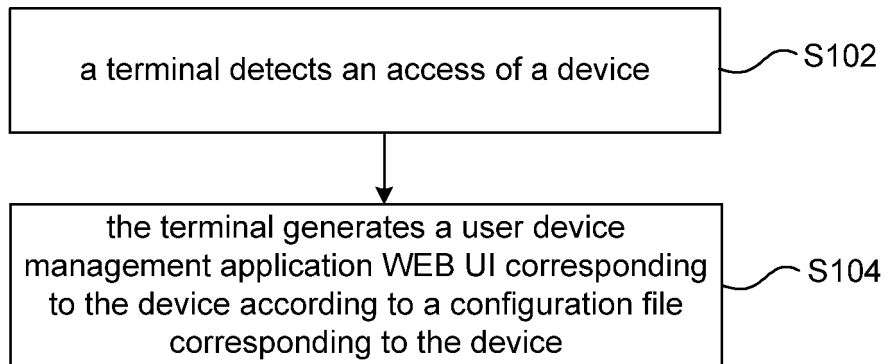 a terminal detects an access of a device
S102
the terminal generates a user device
management application WEB UI corresponding
to the device according to a configuration file
corresponding to the device
S104